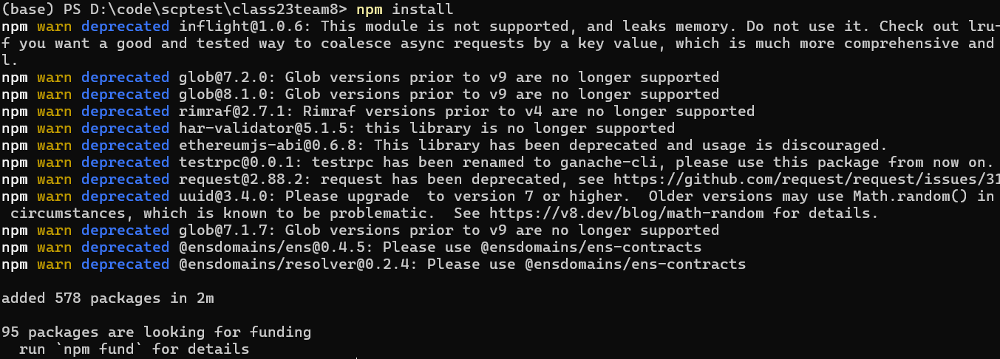 (base) PS D:\code\scptest\class23team8> npm install
npm warn deprecated inflight@1.0.6: This module is not supported, and leaks memory. Do not use it. Check out lru-
f you want a good and tested way to coalesce async requests by a key value, which is much more comprehensive and
l.
npm warn deprecated glob@7.2.0: Glob versions prior to v9 are no longer supported
npm warn deprecated glob@8.1.0: Glob versions prior to v9 are no longer supported
npm warn deprecated rimraf@2.7.1: Rimraf versions prior to v4 are no longer supported
npm warn deprecated har-validator@5.1.5: this library is no longer supported
npm warn deprecated ethereumjs-abi@0.6.8: This library has been deprecated and usage is discouraged.
npm warn deprecated testrpc@0.0.1: testrpc has been renamed to ganache-cli, please use this package from now on.
npm warn deprecated request@2.88.2: request has been deprecated, see https://github.com/request/request/issues/31
npm warn deprecated uuid@3.4.0: Please upgrade  to version 7 or higher.  Older versions may use Math.random() in
 circumstances, which is known to be problematic.  See https://v8.dev/blog/math-random for details.
npm warn deprecated glob@7.1.7: Glob versions prior to v9 are no longer supported
npm warn deprecated @ensdomains/ens@0.4.5: Please use @ensdomains/ens-contracts
npm warn deprecated @ensdomains/resolver@0.2.4: Please use @ensdomains/ens-contracts
added 578 packages in 2m
95 packages are looking for funding
  run `npm fund` for details